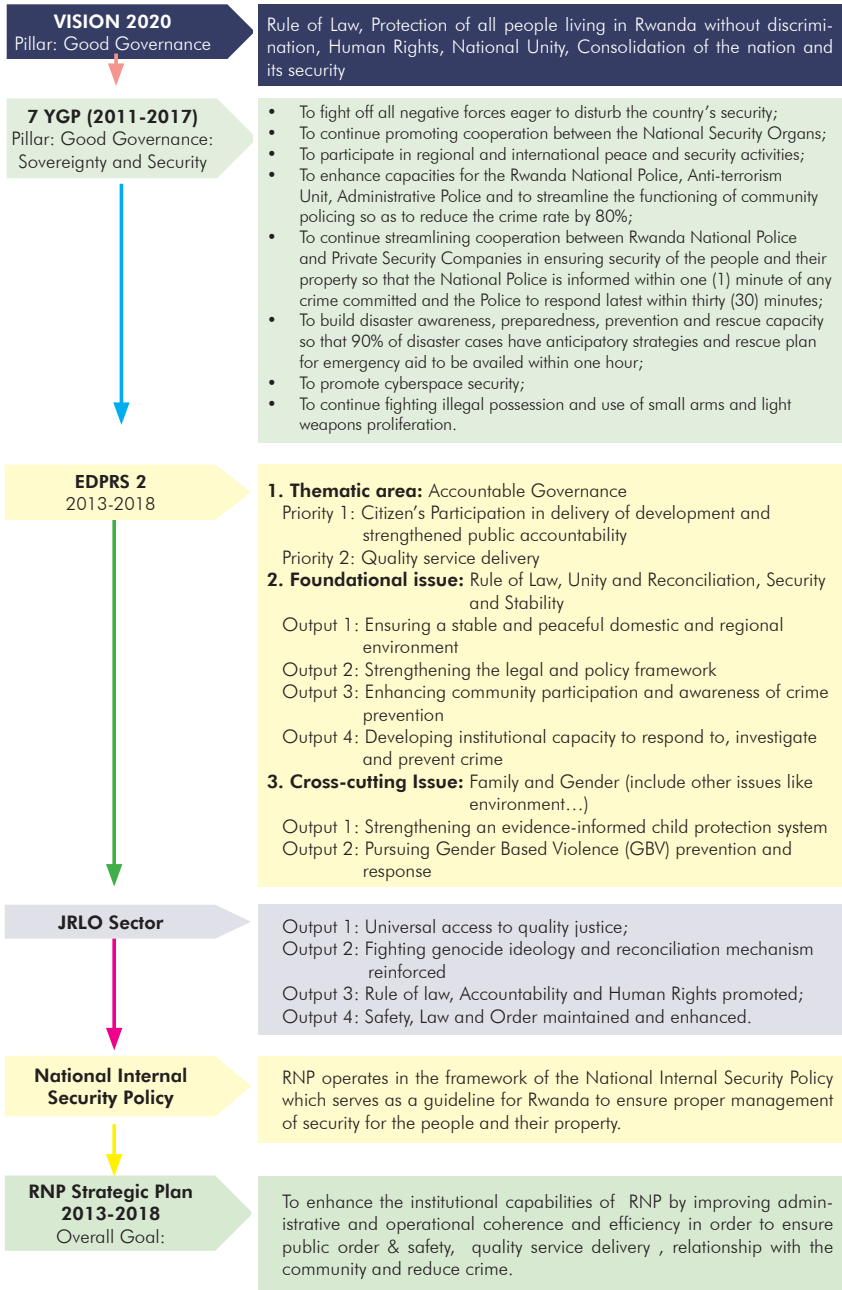 VISION 2020
Pillar: Good Governance
Rule of Law, Protection of all people living in Rwanda without discrimi-
nation, Human Rights, National Unity, Consolidation of the nation and
its security
7 YGP (2011-2017)
Pillar: Good Governance:
Sovereignty and Security
• To fight off all negative forces eager to disturb the country's security;
• To continue promoting cooperation between the National Security Organs;
• To participate in regional and international peace and security activities;
• To enhance capacities for the Rwanda National Police, Anti-terrorism
Unit, Administrative Police and to streamline the functioning of community
policing so as to reduce the crime rate by 80%;
• To continue streamlining cooperation between Rwanda National Police
and Private Security Companies in ensuring security of the people and their
property so that the National Police is informed within one (1) minute of any
crime committed and the Police to respond latest within thirty (30) minutes;
• To build disaster awareness, preparedness, prevention and rescue capacity
so that 90% of disaster cases have anticipatory strategies and rescue plan
for emergency aid to be availed within one hour;
• To promote cyberspace security;
• To continue fighting illegal possession and use of small arms and light
weapons proliferation.
EDPRS 2
2013-2018
1. Thematic area: Accountable Governance
Priority 1: Citizen's Participation in delivery of development and
strengthened public accountability
Priority 2: Quality service delivery
2. Foundational issue: Rule of Law, Unity and Reconciliation, Security
and Stability
Output 1: Ensuring a stable and peaceful domestic and regional
environment
Output 2: Strengthening the legal and policy framework
Output 3: Enhancing community participation and awareness of crime
prevention
Output 4: Developing institutional capacity to respond to, investigate
and prevent crime
3. Cross-cutting Issue: Family and Gender (include other issues like
environment...)
Output 1: Strengthening an evidence-informed child protection system
Output 2: Pursuing Gender Based Violence (GBV) prevention and
response
JRLO Sector
Output 1: Universal access to quality justice;
Output 2: Fighting genocide ideology and reconciliation mechanism
reinforced
Output 3: Rule of law, Accountability and Human Rights promoted;
Output 4: Safety, Law and Order maintained and enhanced.
National Internal
Security Policy
RNP operates in the framework of the National Internal Security Policy
which serves as a guideline for Rwanda to ensure proper management
of security for the people and their property.
RNP Strategic Plan
2013-2018
Overall Goal:
To enhance the institutional capabilities of RNP by improving admin-
istrative and operational coherence and efficiency in order to ensure
public order & safety, quality service delivery , relationship with the
community and reduce crime.